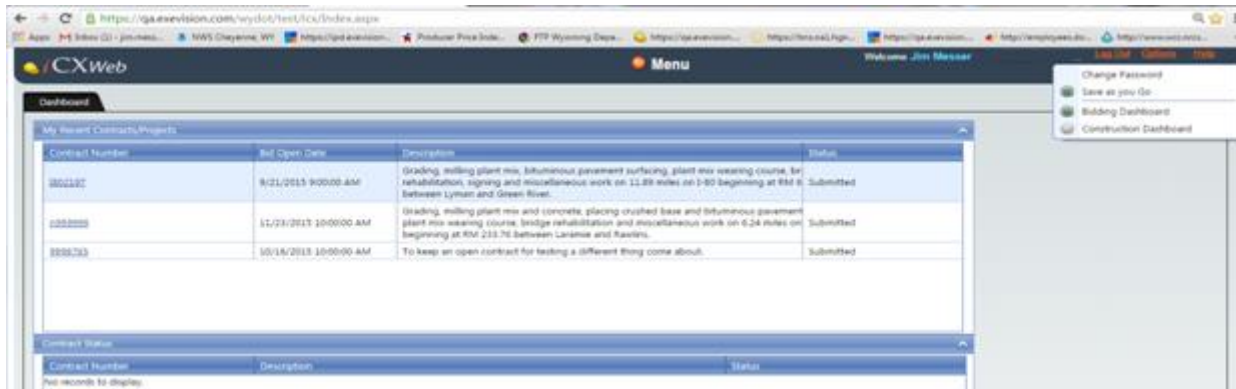 https://qa.exevision.com/wydot/test/icx/Index.aspx
Apps
NWS Cheyenne, WY
Producer Price Inde...
FTP Wyoming Depa...
iCXWeb
Menu
Welcome Jim Messer
Log Out Options Help
Change Password
Save as you Go
Bidding Dashboard
Construction Dashboard
Dashboard
My Recent Contracts/Projects
Contract Number Bid Open Date Description Status
9/21/2015 9:00:00 AM
Grading, milling plant mix, bituminous pavement surfacing, plant mix wearing course, br
rehabilitation, signing and miscellaneous work on 11.89 miles on I-80 beginning at RM
between Lyman and Green River.
Submitted
11/23/2015 10:00:00 AM
Grading, milling plant mix and concrete, placing crushed base and bituminous pavement
plant mix wearing course, bridge rehabilitation and miscellaneous work on 6.24 miles on
beginning at RM 233.76 between Laramie and Rawlins.
Submitted
10/16/2015 10:00:00 AM
To keep an open contract for testing a different thing come about.
Submitted
Contract Status
Contract Number Description Status
No records to display.